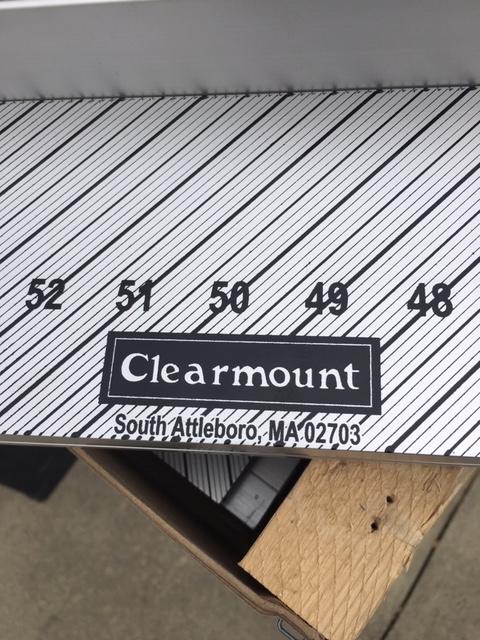 52 51 50 49 48
Clearmount
South Attleboro, MA 02703